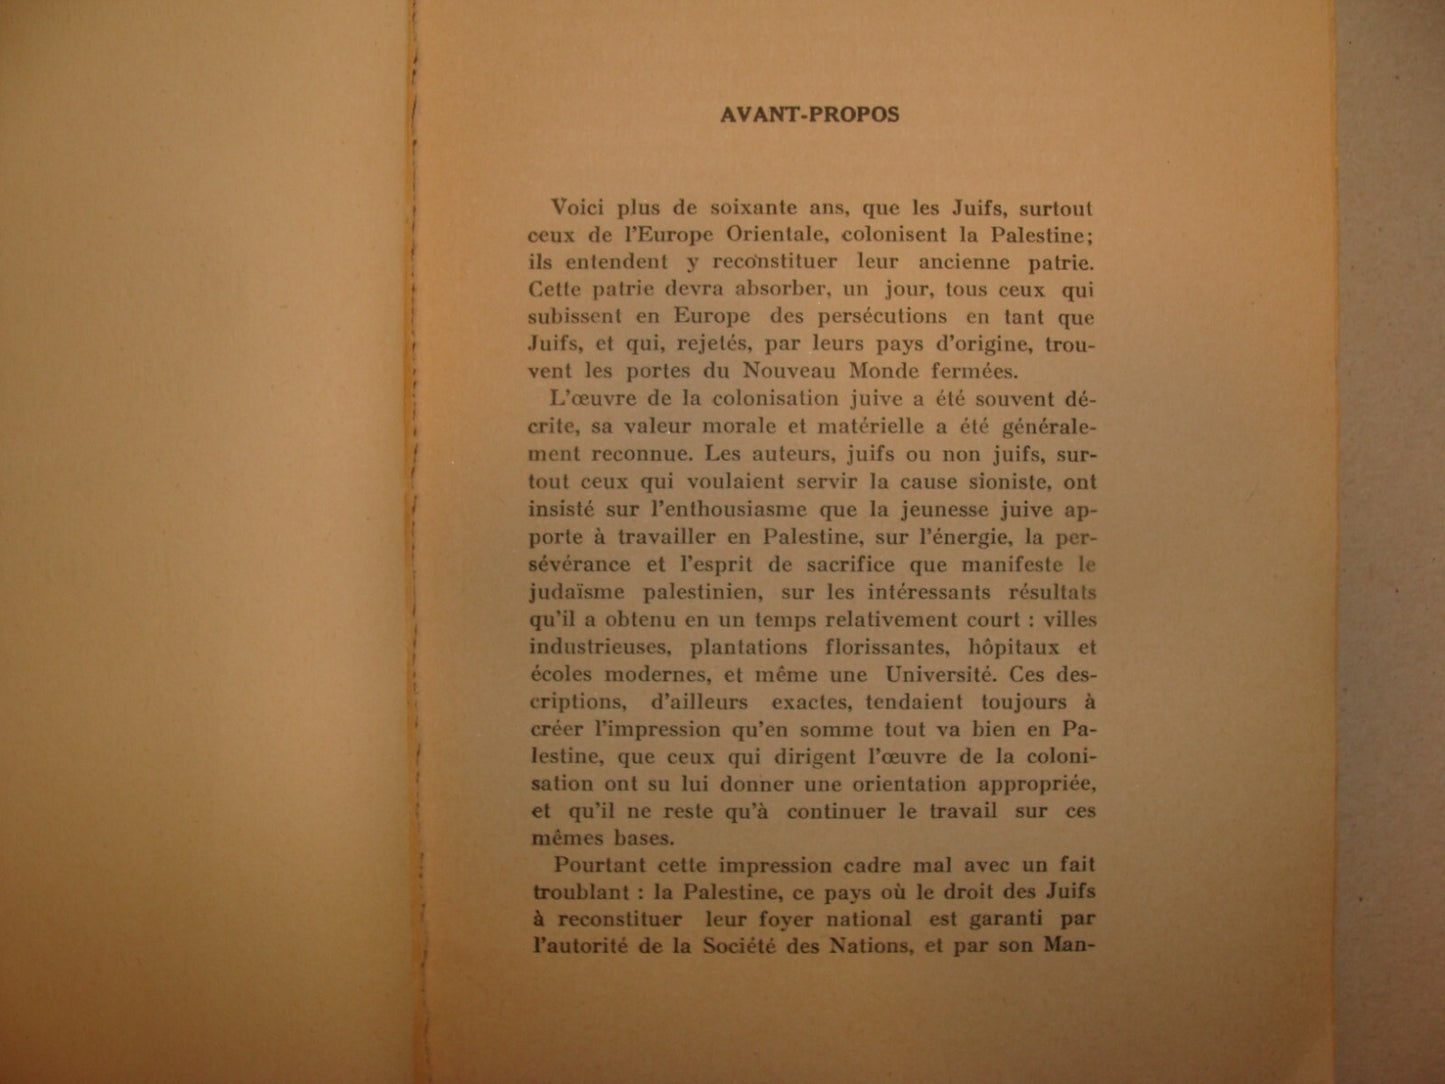 AVANT-PROPOS
Voici plus de soixante ans, que les Juifs, surtout
ceux de l'Europe Orientale, colonisent la Palestine;
ils entendent y reconstituer leur ancienne patrie.
Cette patrie devra absorber, un jour, tous ceux qui
subissent en Europe des persécutions en tant que
Juifs, et qui, rejetés, par leurs pays d'origine, trou-
vent les portes du Nouveau Monde fermées.
L'œuvre de la colonisation juive a été souvent dé-
crite, sa valeur morale et matérielle a été générale-
ment reconnue. Les auteurs, juifs ou non juifs, sur-
tout ceux qui voulaient servir la cause sioniste, ont
insisté sur l'enthousiasme que la jeunesse juive ap-
porte à travailler en Palestine, sur l'énergie, la per-
sévérance et l'esprit de sacrifice que manifeste le
judaïsme palestinien, sur les intéressants résultats
qu'il a obtenu en un temps relativement court : villes
industrieuses, plantations florissantes, hôpitaux et
écoles modernes, et même une Université. Ces des-
criptions, d'ailleurs exactes, tendaient toujours à
créer l'impression qu'en somme tout va bien en Pa-
lestine, que ceux qui dirigent l'œuvre de la coloni-
sation ont su lui donner une orientation appropriée,
et qu'il ne reste qu'à continuer le travail sur ces
mêmes bases.
Pourtant cette impression cadre mal avec un fait
troublant : la Palestine, ce pays où le droit des Juifs
à reconstituer leur foyer national est garanti par
l'autorité de la Société des Nations, et par son Man-